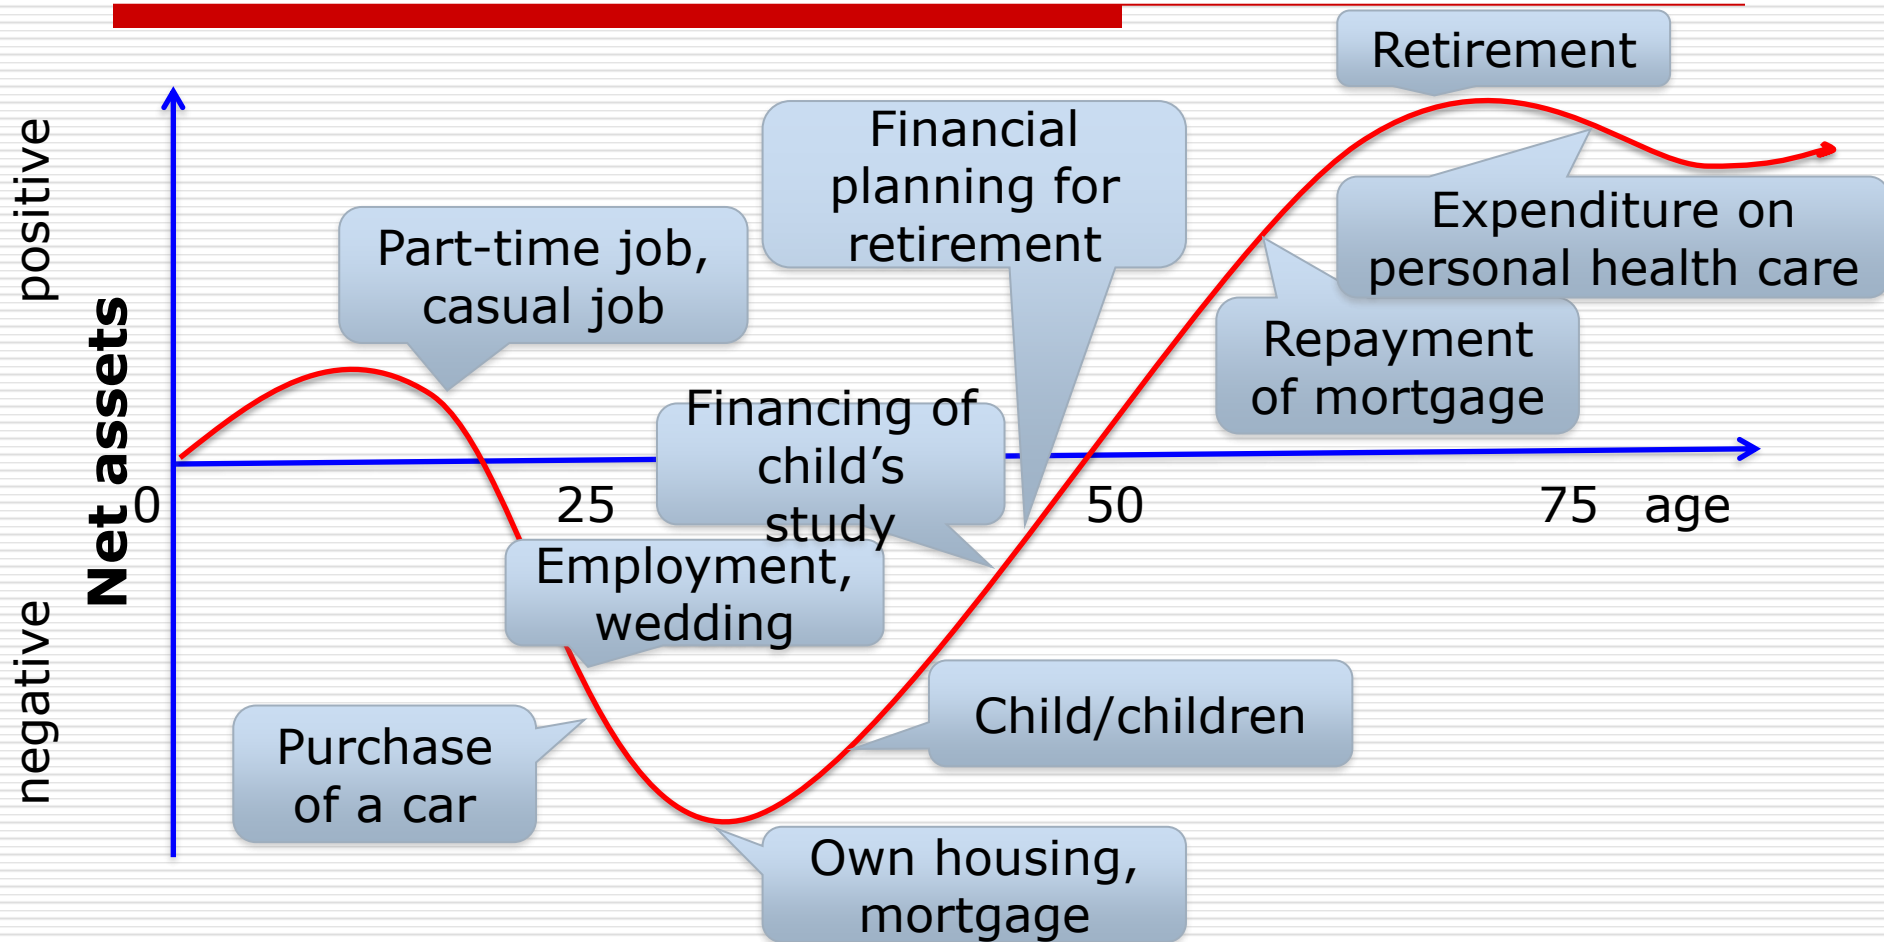 Retirement
Financial
planning for
retirement
positive
Expenditure on
personal health care
Part-time job,
casual job
Repayment
of mortgage
Net assets
Financing of
child’s
study
0
25
50
75
age
Employment,
wedding
negative
Child/children
Purchase
of a car
Own housing,
mortgage